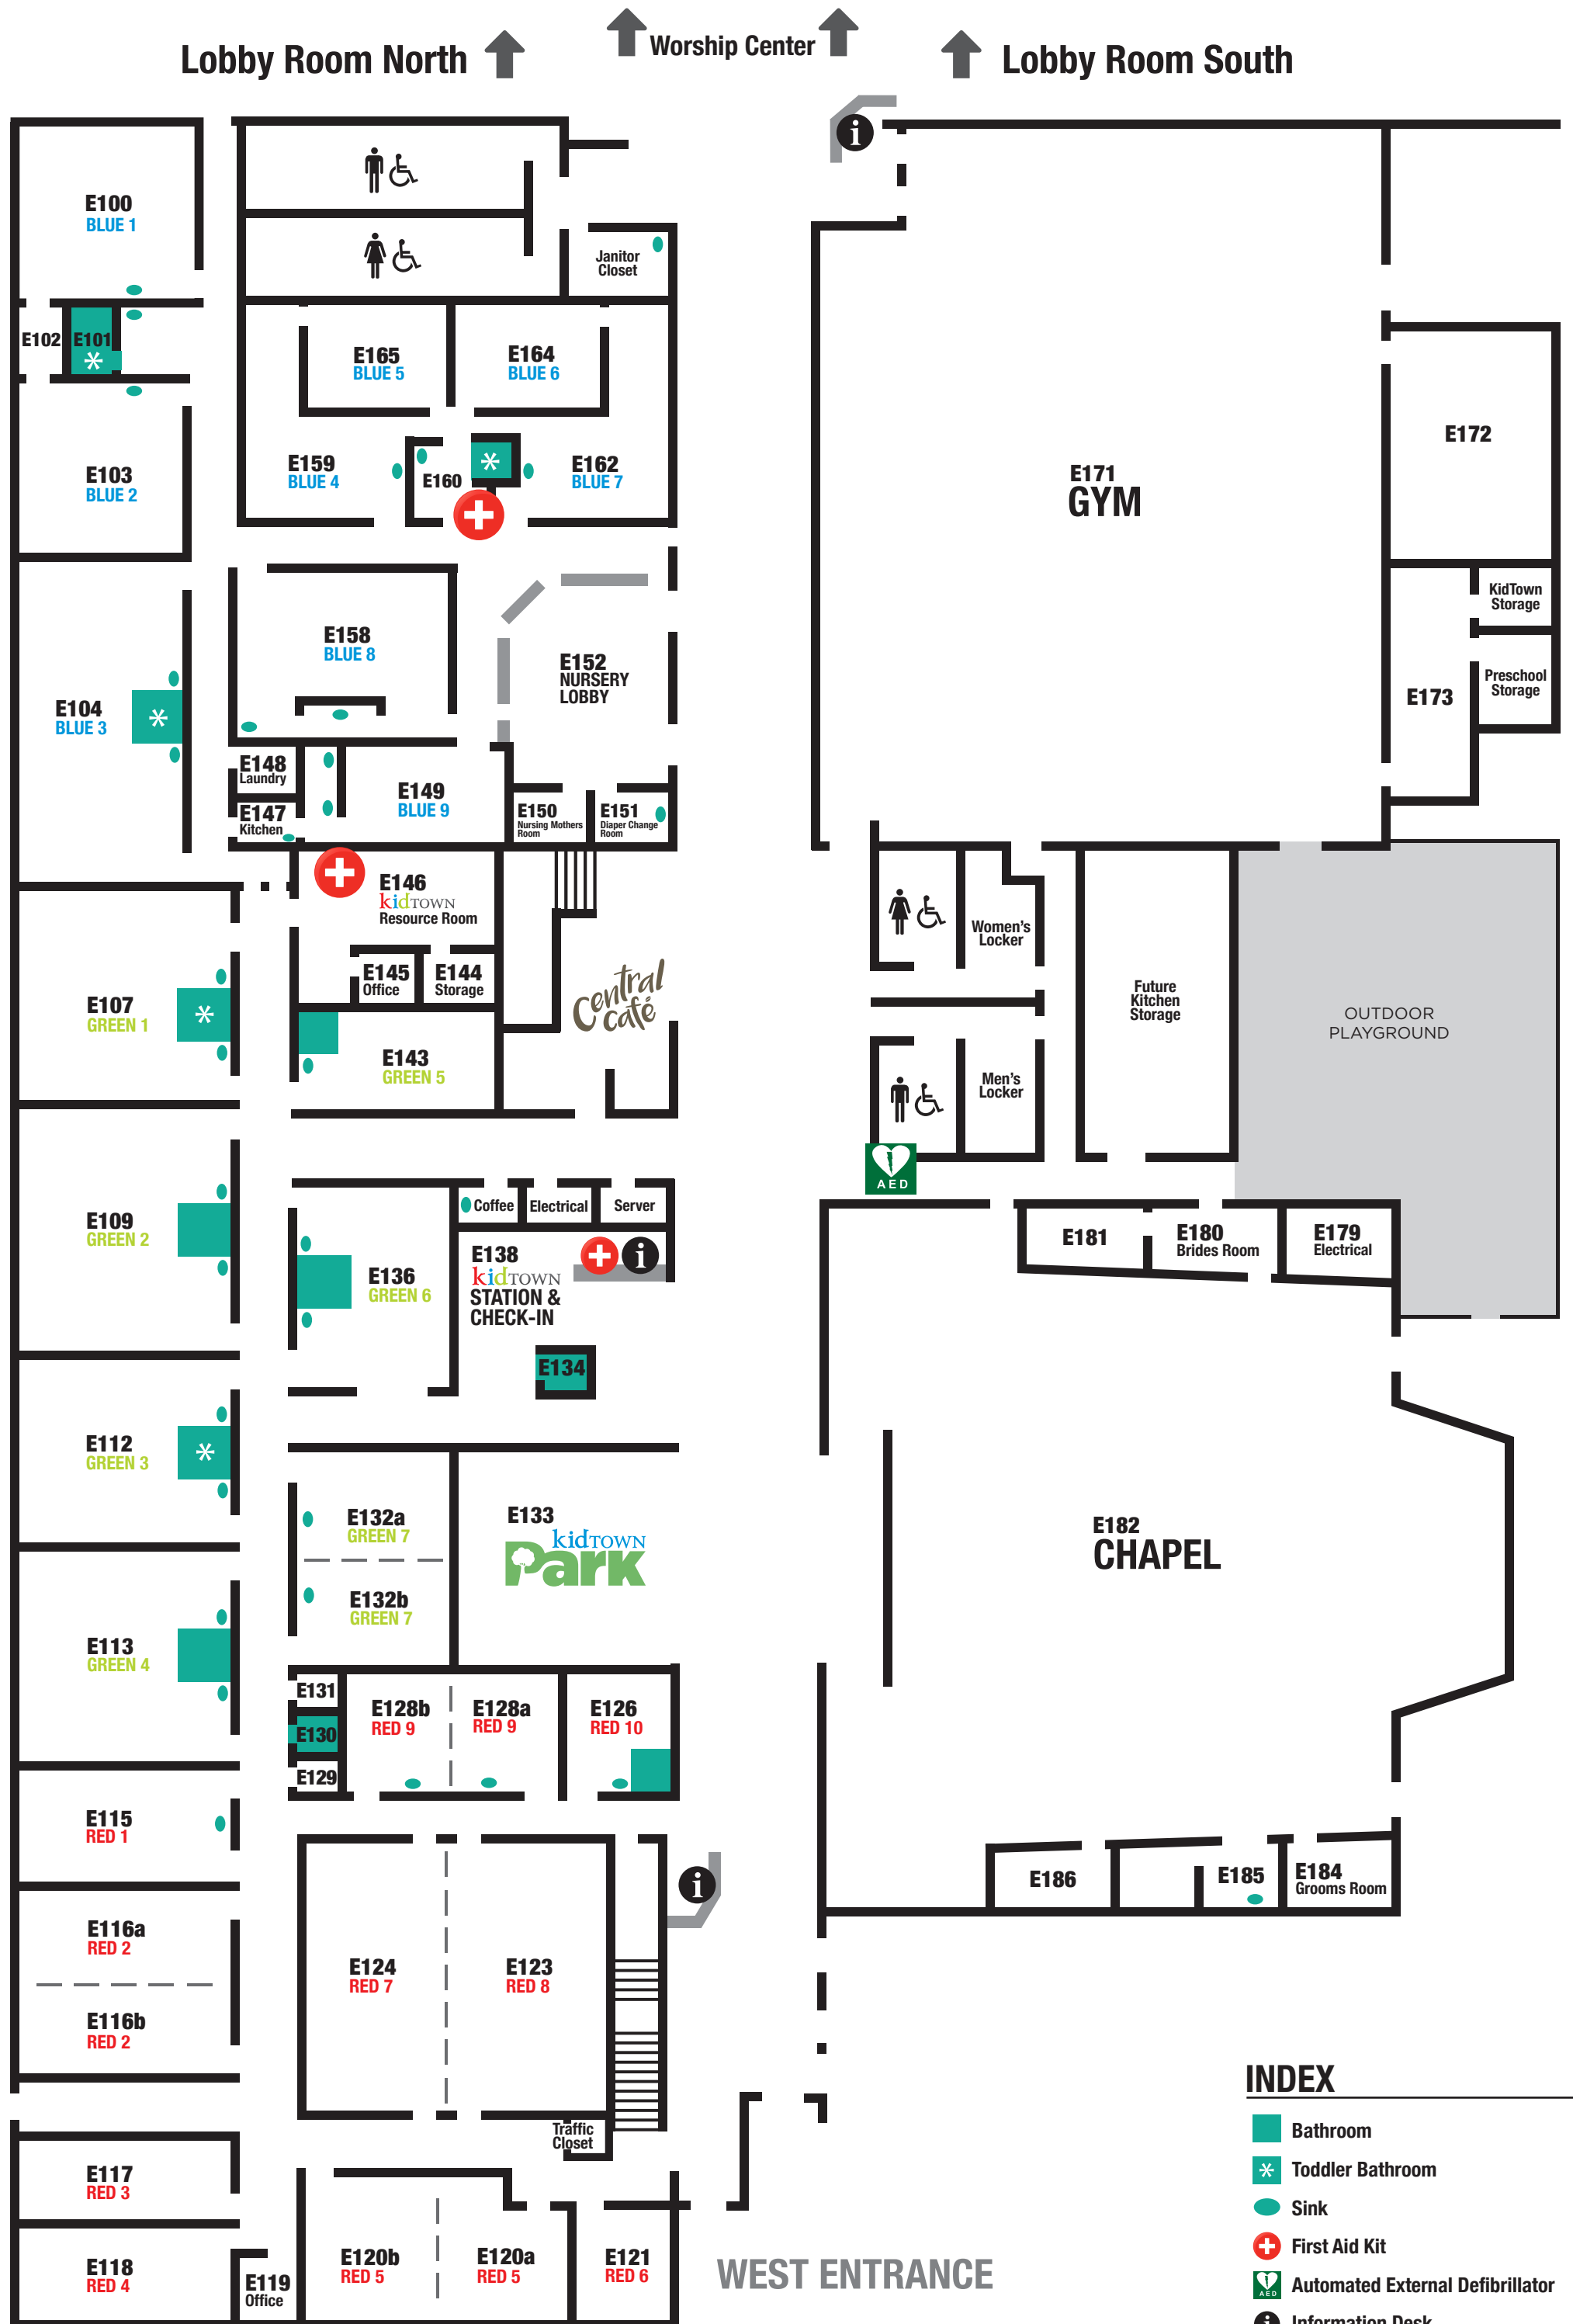 Lobby Room North
Worship Center
Lobby Room South
i
E100
BLUE 1
Janitor
Closet
E102
E101
*
E165
BLUE 5
E164
BLUE 6
E103
BLUE 2
E159
BLUE 4
E160
*
E162
BLUE 7
E171
GYM
E172
KidTown
Storage
Preschool
Storage
E173
E158
BLUE 8
E152
NURSERY
LOBBY
E104
BLUE 3
*
E148
Laundry
E147
Kitchen
E149
BLUE 9
E150
Nursing Mothers
Room
E151
Diaper Change
Room
E146
kidTOWN
Resource Room
E145
Office
E144
Storage
Central
café
E107
GREEN 1
*
E143
GREEN 5
Women's
Locker
Men's
Locker
Future
Kitchen
Storage
OUTDOOR
PLAYGROUND
AED
E109
GREEN 2
Coffee
Electrical
Server
E136
GREEN 6
E138
kidTOWN
STATION &
CHECK-IN
i
E134
E181
E180
Brides Room
E179
Electrical
E112
GREEN 3
*
E132a
GREEN 7
E132b
GREEN 7
E133
kidTOWN
Park
E182
CHAPEL
E113
GREEN 4
E131
E130
E129
E128b
RED 9
E128a
RED 9
E126
RED 10
E115
RED 1
i
E186
E185
E184
Grooms Room
E116a
RED 2
E116b
RED 2
E124
RED 7
E123
RED 8
Traffic
Closet
E117
RED 3
E118
RED 4
E119
Office
E120b
RED 5
E120a
RED 5
E121
RED 6
WEST ENTRANCE
INDEX
Bathroom
* Toddler Bathroom
Sink
First Aid Kit
AED Automated External Defibrillator
i Information Desk